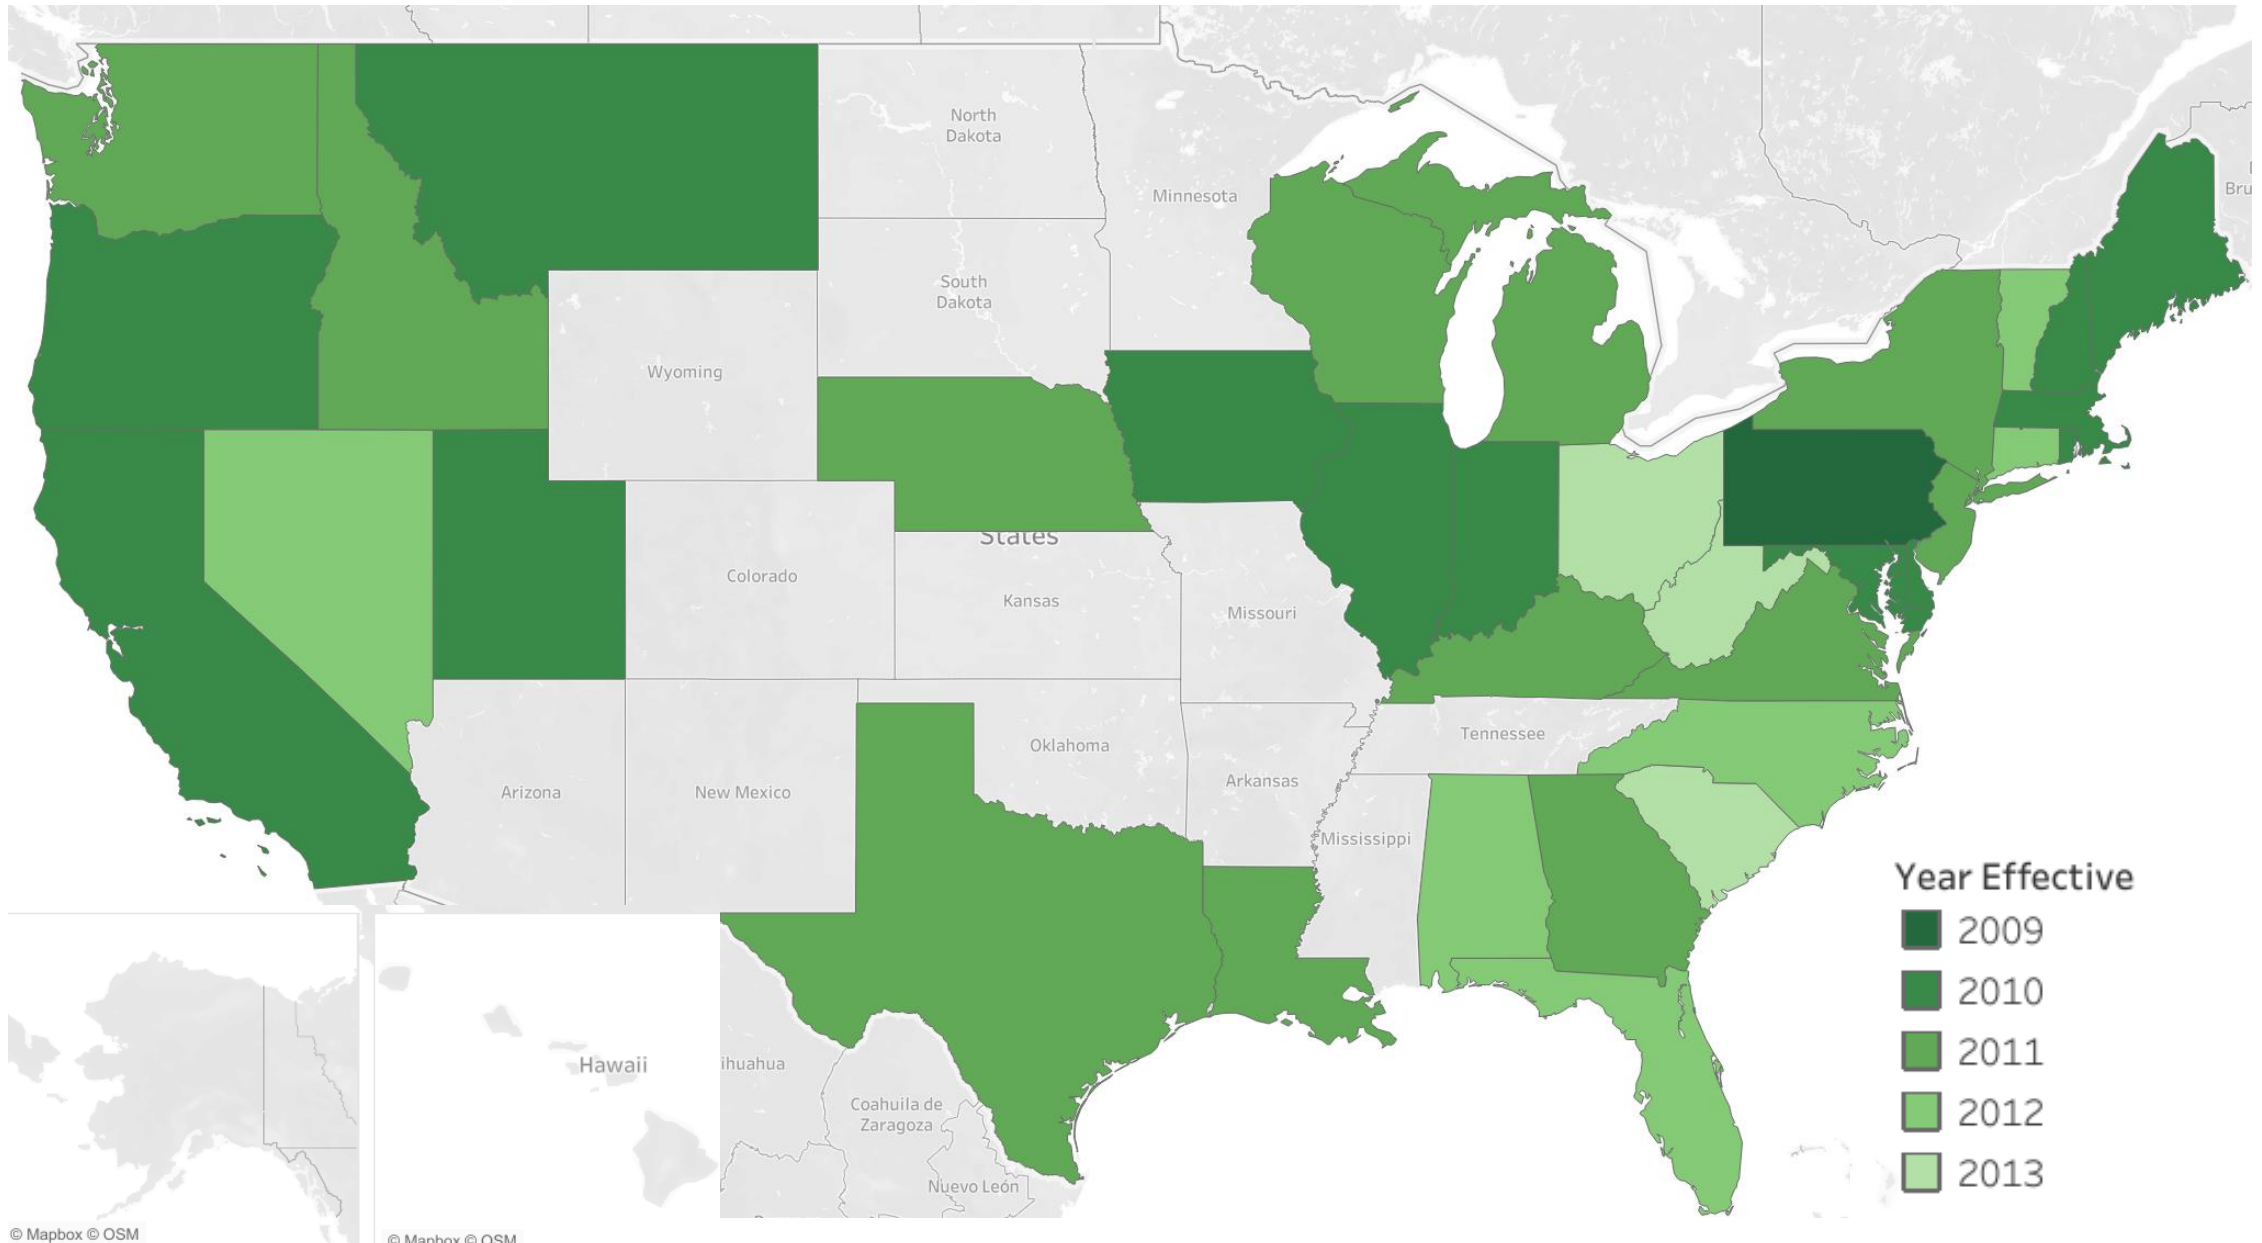 North
Dakota
Minnesota
Bru
South
Dakota
Wyoming
States
Colorado
Kansas
Missouri
Tennessee
Oklahoma
Arkansas
Arizona
New Mexico
Mississippi
Year Effective
2009
2010
2011
2012
2013
Hawaii
ihuahua
Coahuila de
Zaragoza
Nuevo León
© Mapbox © OSM
© Mapbox © OSM